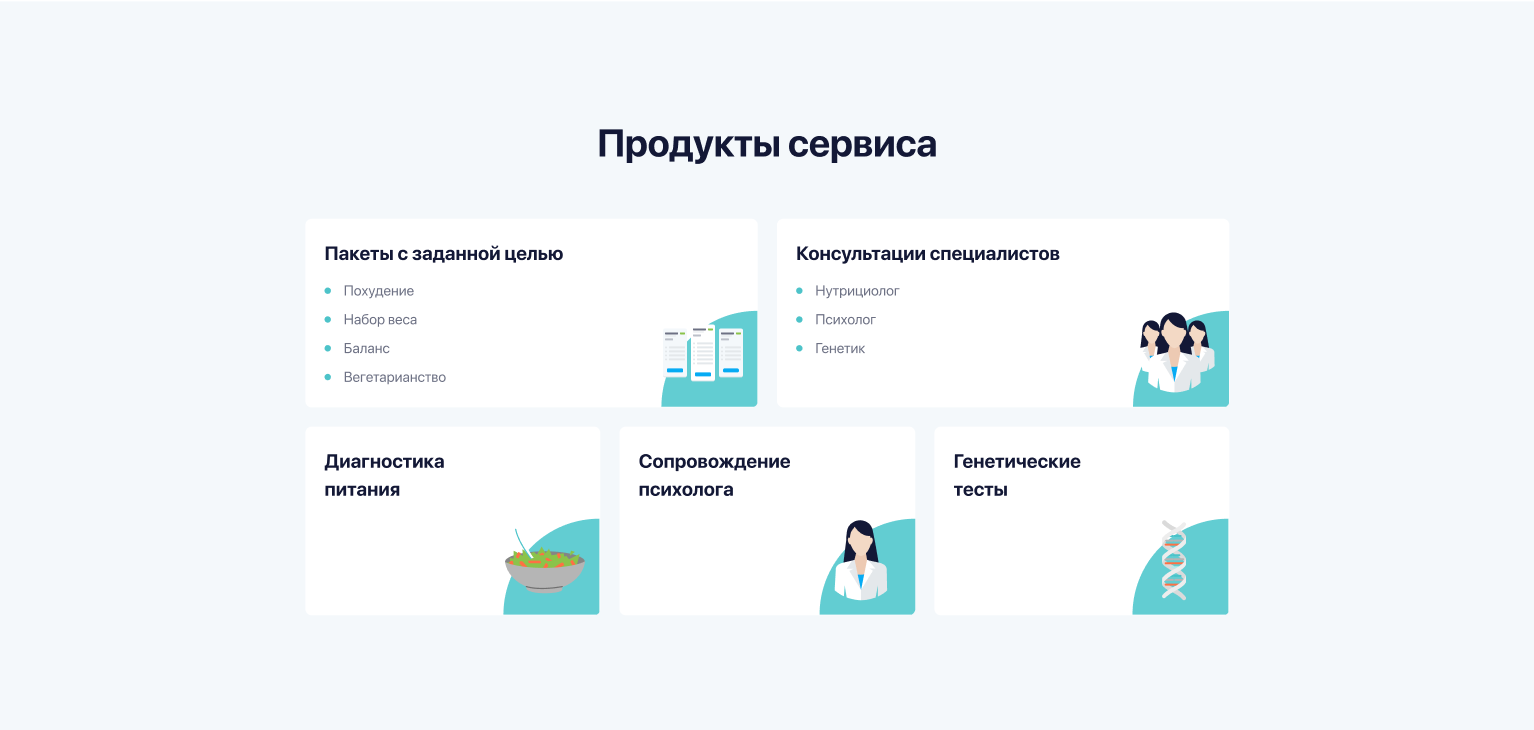 Продукты сервиса
Пакеты с заданной целью
Похудение
Набор веса
Баланс
Вегетарианство
Консультации специалистов
Нутрициолог
Психолог
Генетик
Диагностика
питания
Сопровождение
психолога
Генетические
тесты